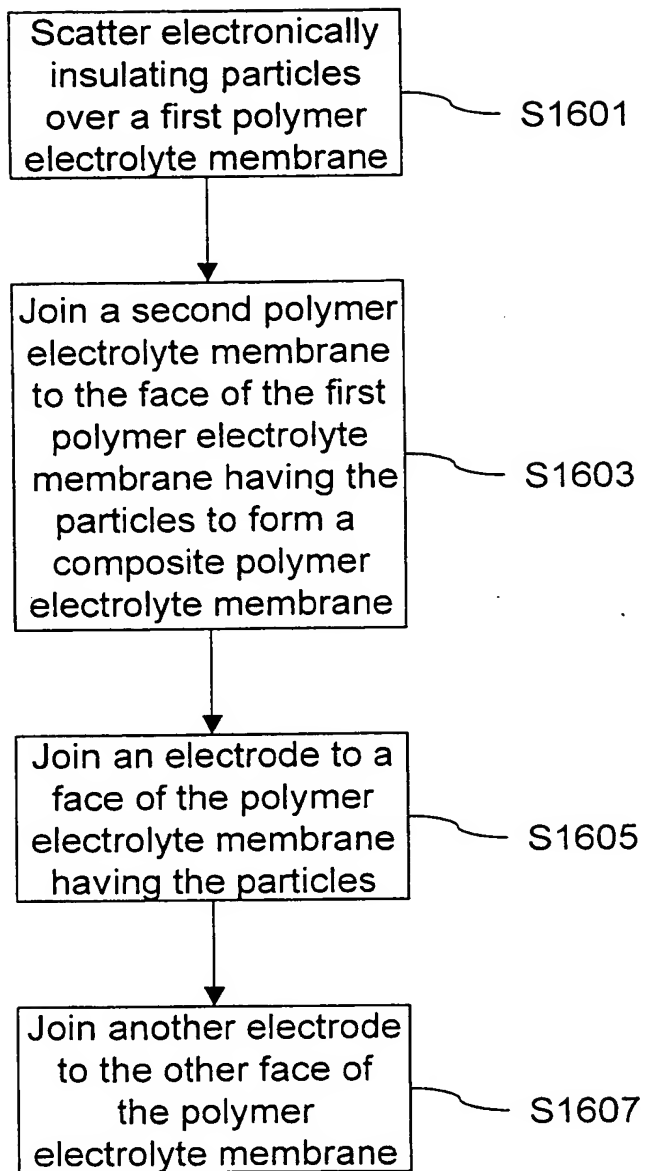 Scatter electronically
insulating particles
over a first polymer
electrolyte membrane
S1601
Join a second polymer
electrolyte membrane
to the face of the first
polymer electrolyte
membrane having the
particles to form a
composite polymer
electrolyte membrane
S1603
Join an electrode to a
face of the polymer
electrolyte membrane
having the particles
S1605
Join another electrode
to the other face of
the polymer
electrolyte membrane
S1607